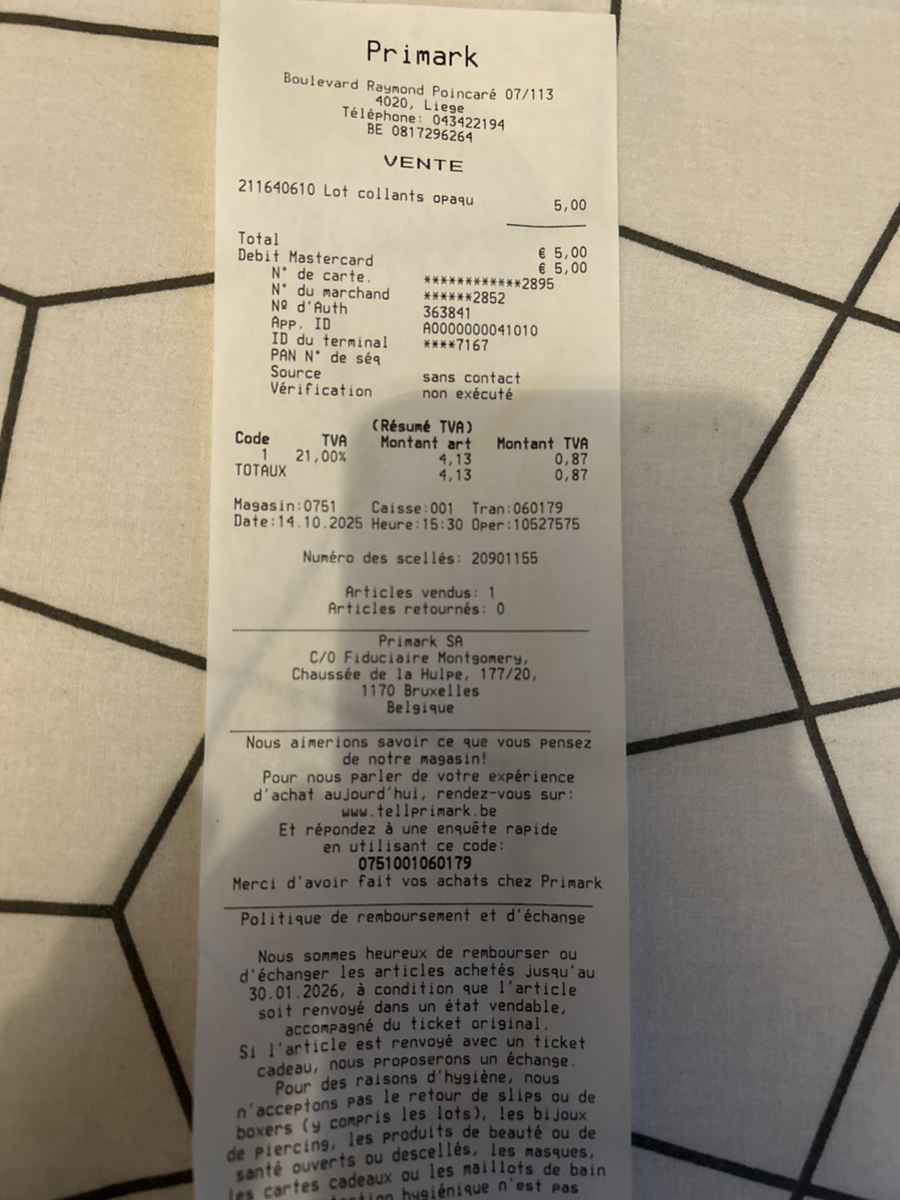 Primark
Boulevard Raymond Poincaré 07/113
4020, Liege
Téléphone: 043422194
BE 0817296264
VENTE
211640610 Lot collants opaqu 5,00
Total € 5,00
Debit Mastercard € 5,00
N° de carte. ************2895
N° du marchand ******2852
Nº d'Auth 363841
App. ID A0000000041010
ID du terminal ****7167
PAN N° de séq
Source sans contact
Vérification non exécuté
(Résumé TVA)
Code TVA Montant art Montant TVA
1 21,00% 4,13 0,87
TOTAUX 4,13 0,87
Magasin:0751 Caisse:001 Tran:060179
Date:14.10.2025 Heure:15:30 Oper:10527575
Numéro des scellés: 20901155
Articles vendus: 1
Articles retournés: 0
Primark SA
C/O Fiduciaire Montgomery,
Chaussée de la Hulpe, 177/20,
1170 Bruxelles
Belgique
Nous aimerions savoir ce que vous pensez
de notre magasin!
Pour nous parler de votre expérience
d'achat aujourd'hui, rendez-vous sur:
www.tellprimark.be
Et répondez à une enquête rapide
en utilisant ce code:
0751001060179
Merci d'avoir fait vos achats chez Primark
Politique de remboursement et d'échange
Nous sommes heureux de rembourser ou
d'échanger les articles achetés jusqu'au
30.01.2026, à condition que l'article
soit renvoyé dans un état vendable,
accompagné du ticket original.
Si l'article est renvoyé avec un ticket
cadeau, nous proposerons un échange.
Pour des raisons d'hygiène, nous
n'acceptons pas le retour de slips ou de
boxers (y compris les lots), les bijoux
de piercing, les produits de beauté ou de
santé ouverts ou descellés, les masques,
les cartes cadeaux ou les maillots de bain
hygiénique n'est pas